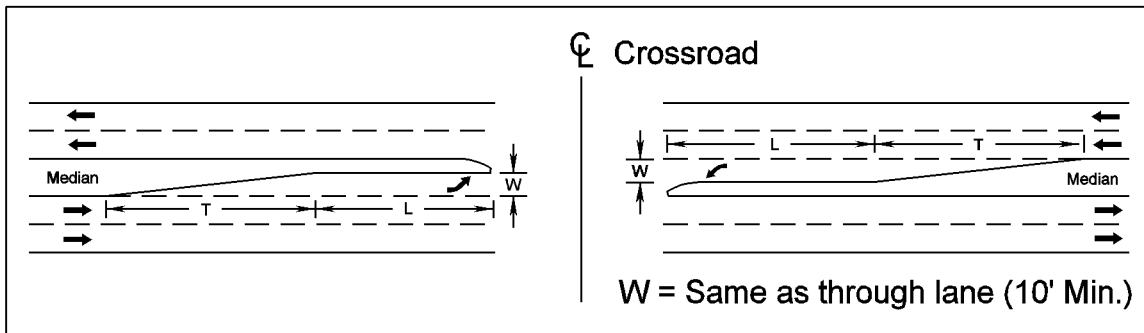 ℄ Crossroad
Median
T
L
W
L
T
W
Median
W = Same as through lane (10' Min.)